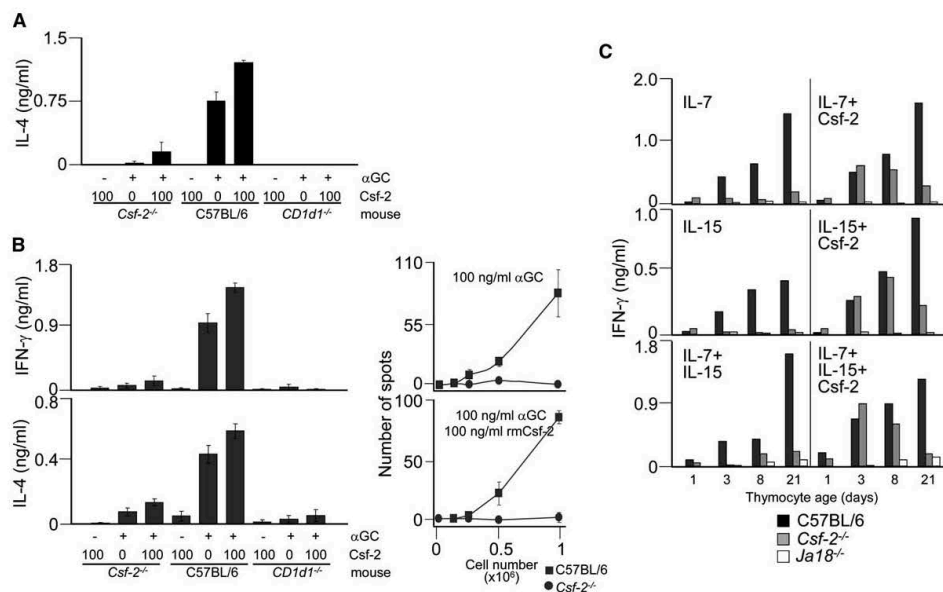 A
1.5
0.75
0
IL-4 (ng/ml)
- + + - + + - + + αGC
100 0 100 100 0 100 100 0 100 Csf-2
Csf-2-/- C57BL/6 CD1d1-/- mouse
B
1.8
0.9
0
IFN-γ (ng/ml)
0.8
0.4
0
IL-4 (ng/ml)
- + + - + + - + + αGC
100 0 100 100 0 100 100 0 100 Csf-2
Csf-2-/- C57BL/6 CD1d1-/- mouse
110
55
0
100 ng/ml αGC
Number of spots
100
50
0
100 ng/ml αGC
100 ng/ml rmCsf-2
0 0.5 1
Cell number
(x10⁶)
C57BL/6
Csf-2-/-
C
2.0
1.0
0
IL-7
IL-7+
Csf-2
1.0
0.5
0
IL-15
IL-15+
Csf-2
IFN-γ (ng/ml)
1.8
0.9
0
IL-7+
IL-15
IL-7+
IL-15+
Csf-2
1 3 8 21 1 3 8 21
Thymocyte age (days)
C57BL/6
Csf-2-/-
Ja18-/-